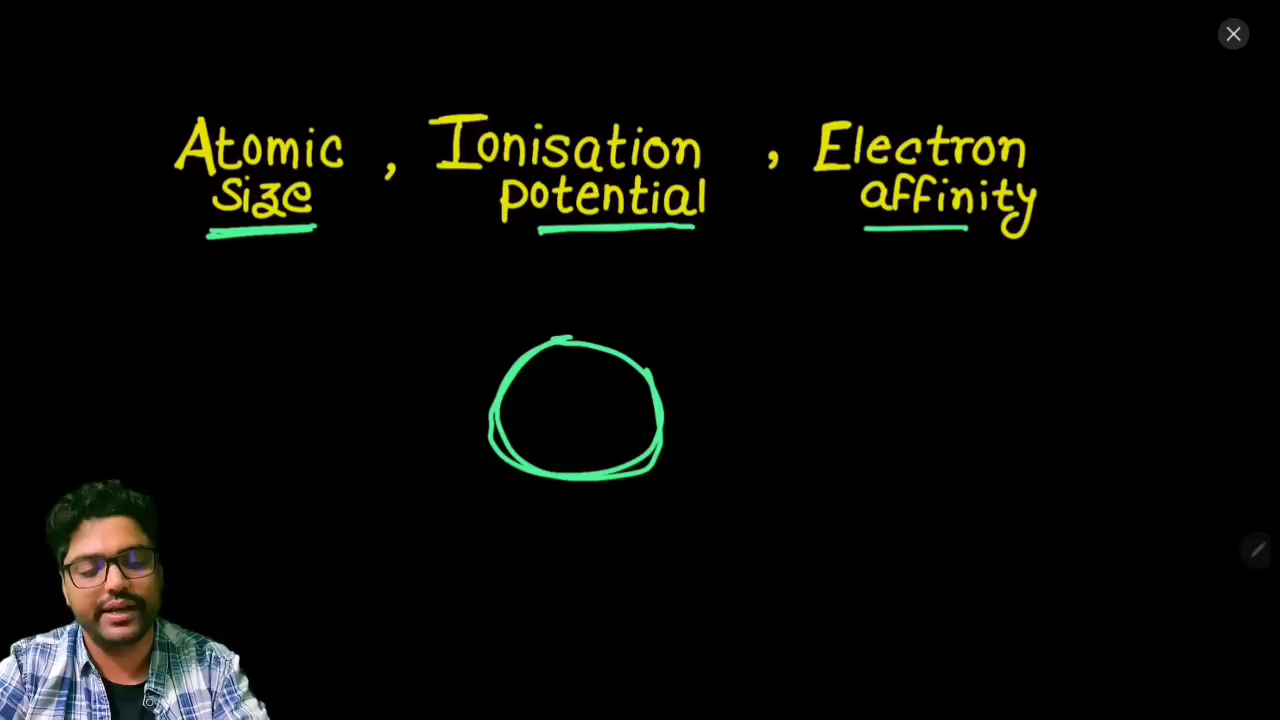 Atomic , Ionisation , Electron
size potential affinity